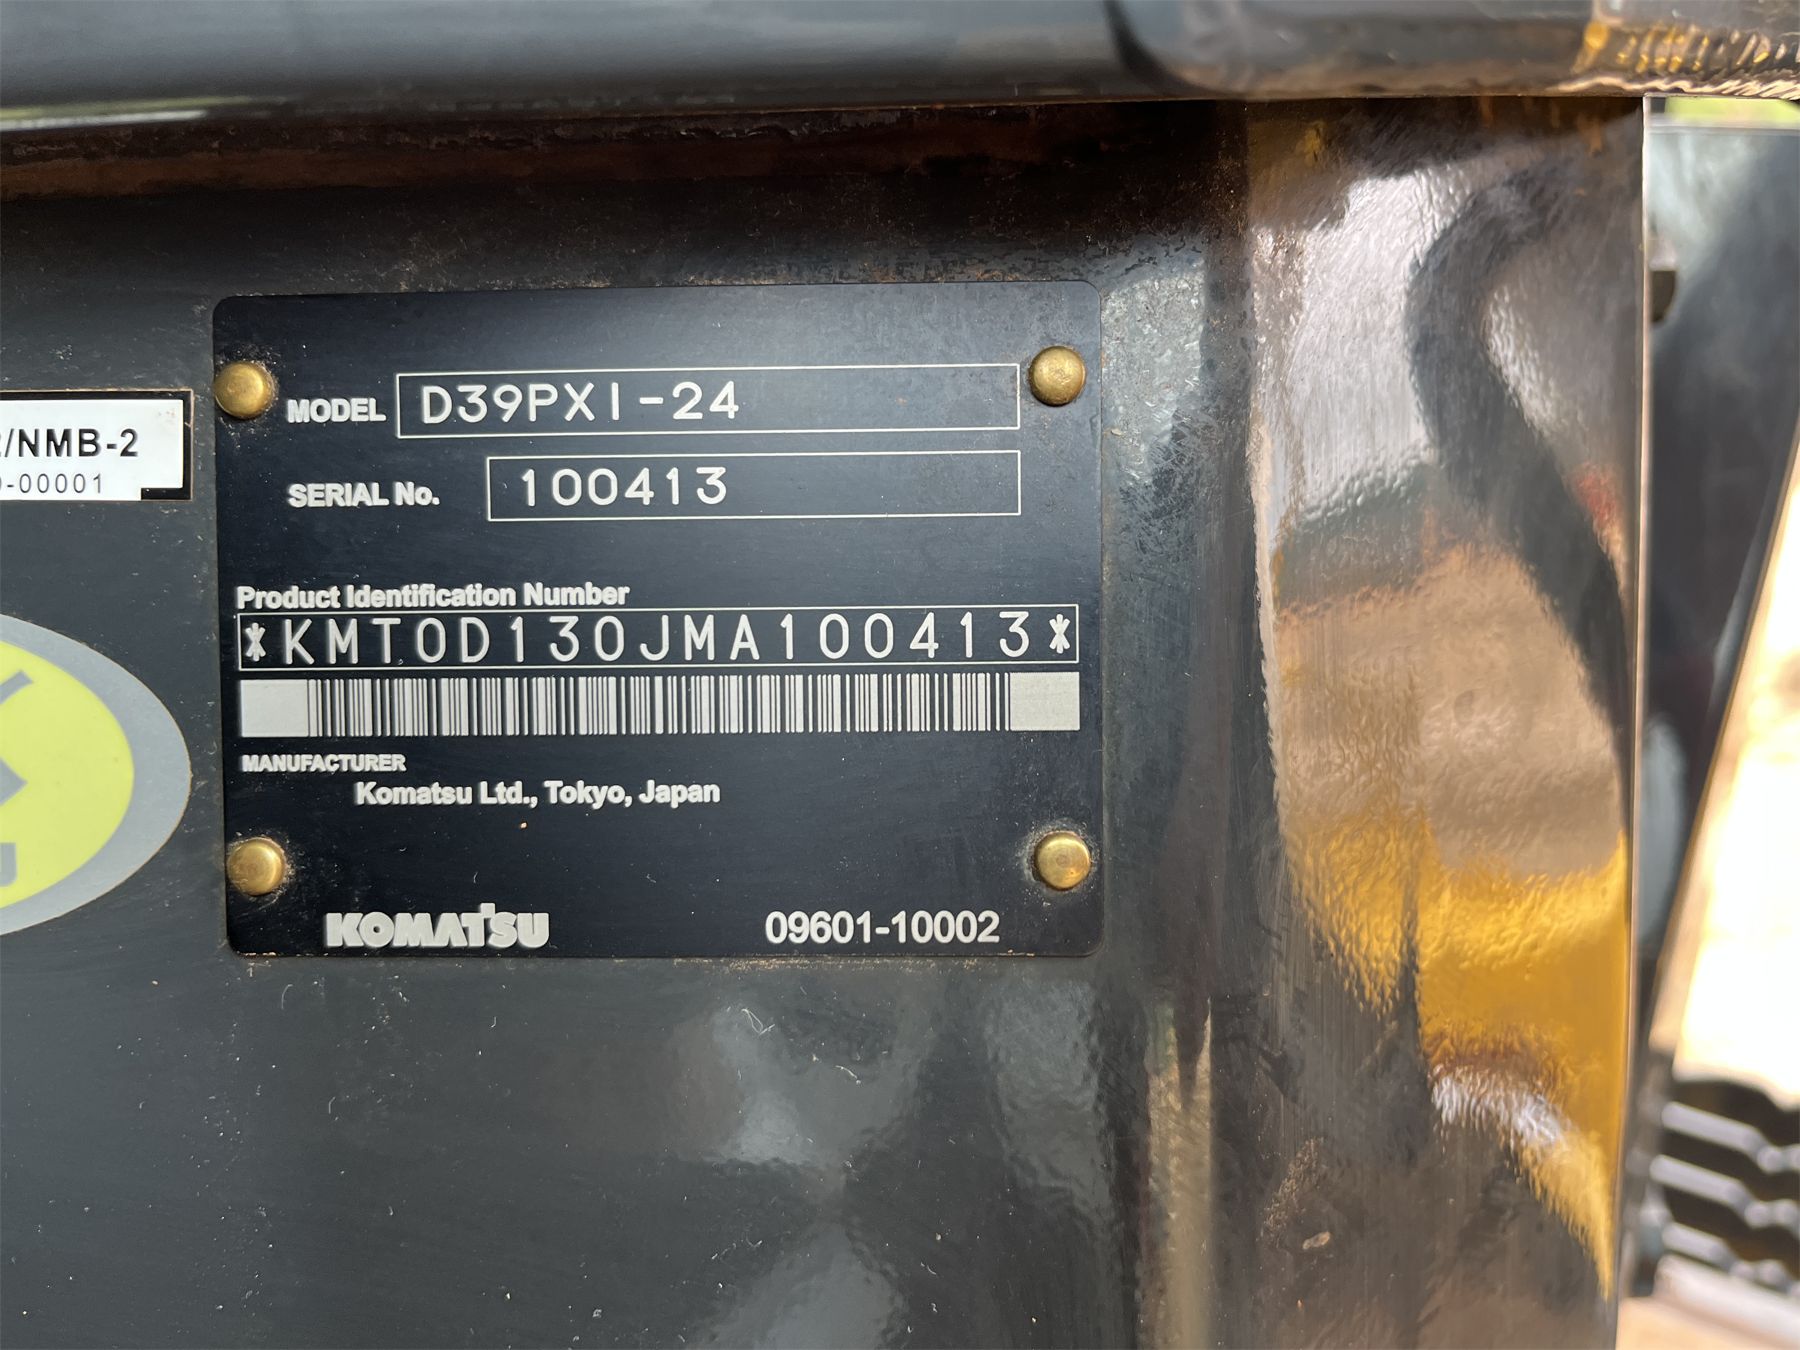 MODEL D39PXI-24
SERIAL No. 100413
/NMB-2
-00001
Product Identification Number
*KMT0D130JMA100413*
MANUFACTURER
Komatsu Ltd., Tokyo, Japan
KOMATSU 09601-10002